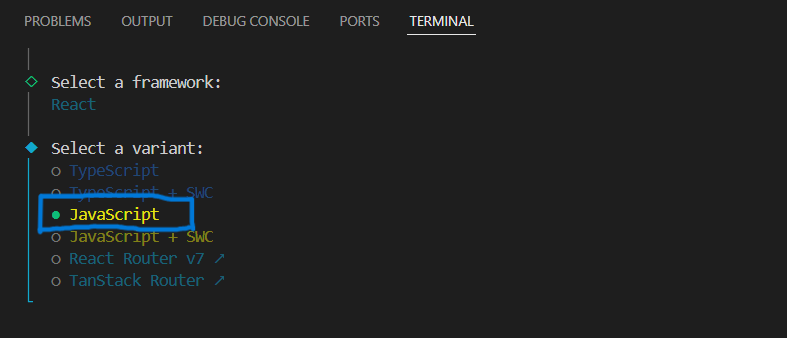 PROBLEMS OUTPUT DEBUG CONSOLE PORTS TERMINAL
Select a framework:
React
Select a variant:
TypeScript
TypeScript + SWC
JavaScript
JavaScript + SWC
React Router v7 ↗
TanStack Router ↗